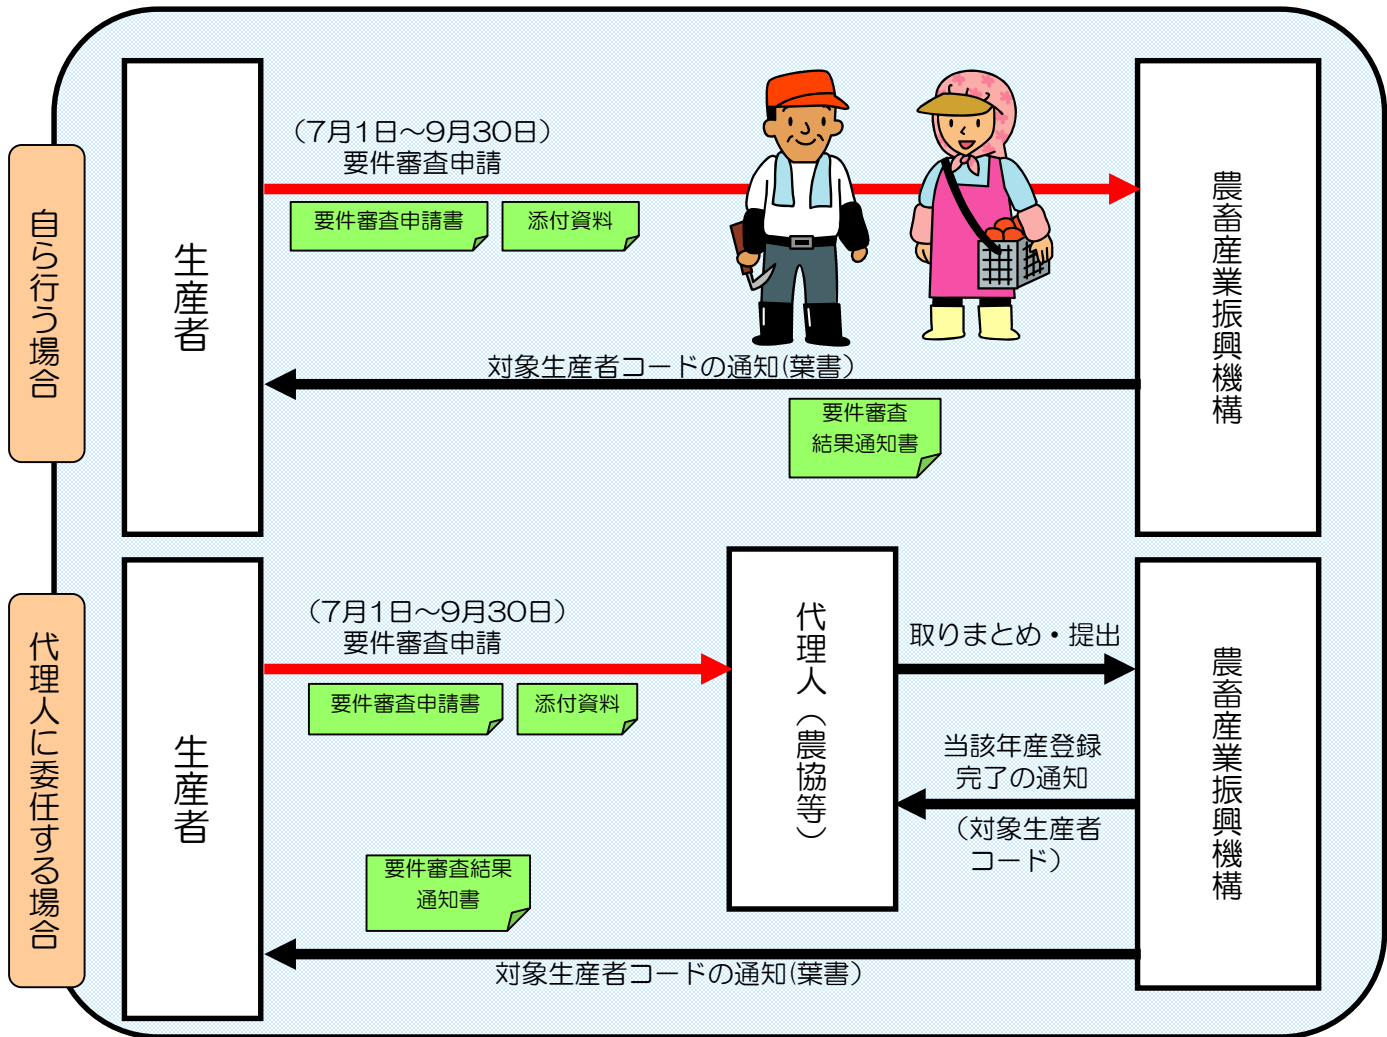 自ら行う場合
生産者
（7月1日～9月30日）
要件審査申請
要件審査申請書
添付資料
対象生産者コードの通知(葉書）
要件審査
結果通知書
農畜産業振興機構
代理人に委任する場合
生産者
（7月1日～9月30日）
要件審査申請
要件審査申請書
添付資料
代理人（農協等）
取りまとめ・提出
当該年産登録
完了の通知
（対象生産者
コード）
要件審査結果
通知書
対象生産者コードの通知(葉書）
農畜産業振興機構